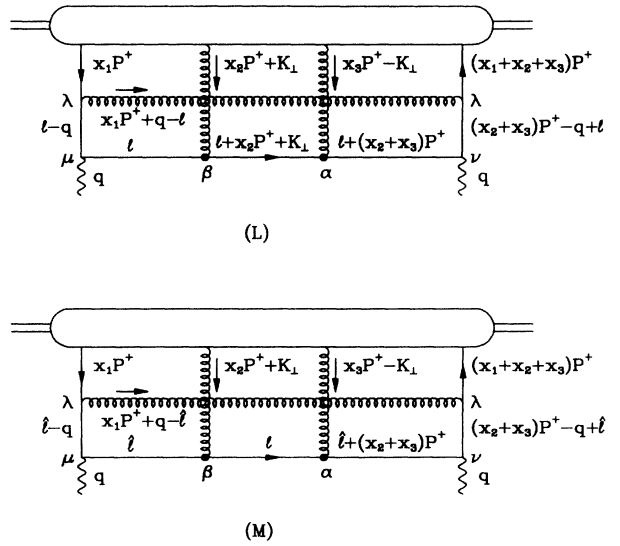 x₁P⁺ x₂P⁺+K⊥ x₃P⁺−K⊥ (x₁+x₂+x₃)P⁺
λ λ
ℓ−q x₁P⁺+q−ℓ (x₂+x₃)P⁺−q+ℓ
μ ℓ ℓ+x₂P⁺+K⊥ ℓ+(x₂+x₃)P⁺ ν
q β α q
(L)
x₁P⁺ x₂P⁺+K⊥ x₃P⁺−K⊥ (x₁+x₂+x₃)P⁺
λ λ
ℓ̂−q x₁P⁺+q−ℓ̂ (x₂+x₃)P⁺−q+ℓ̂
μ ℓ̂ ℓ ℓ̂+(x₂+x₃)P⁺ ν
q β α q
(M)